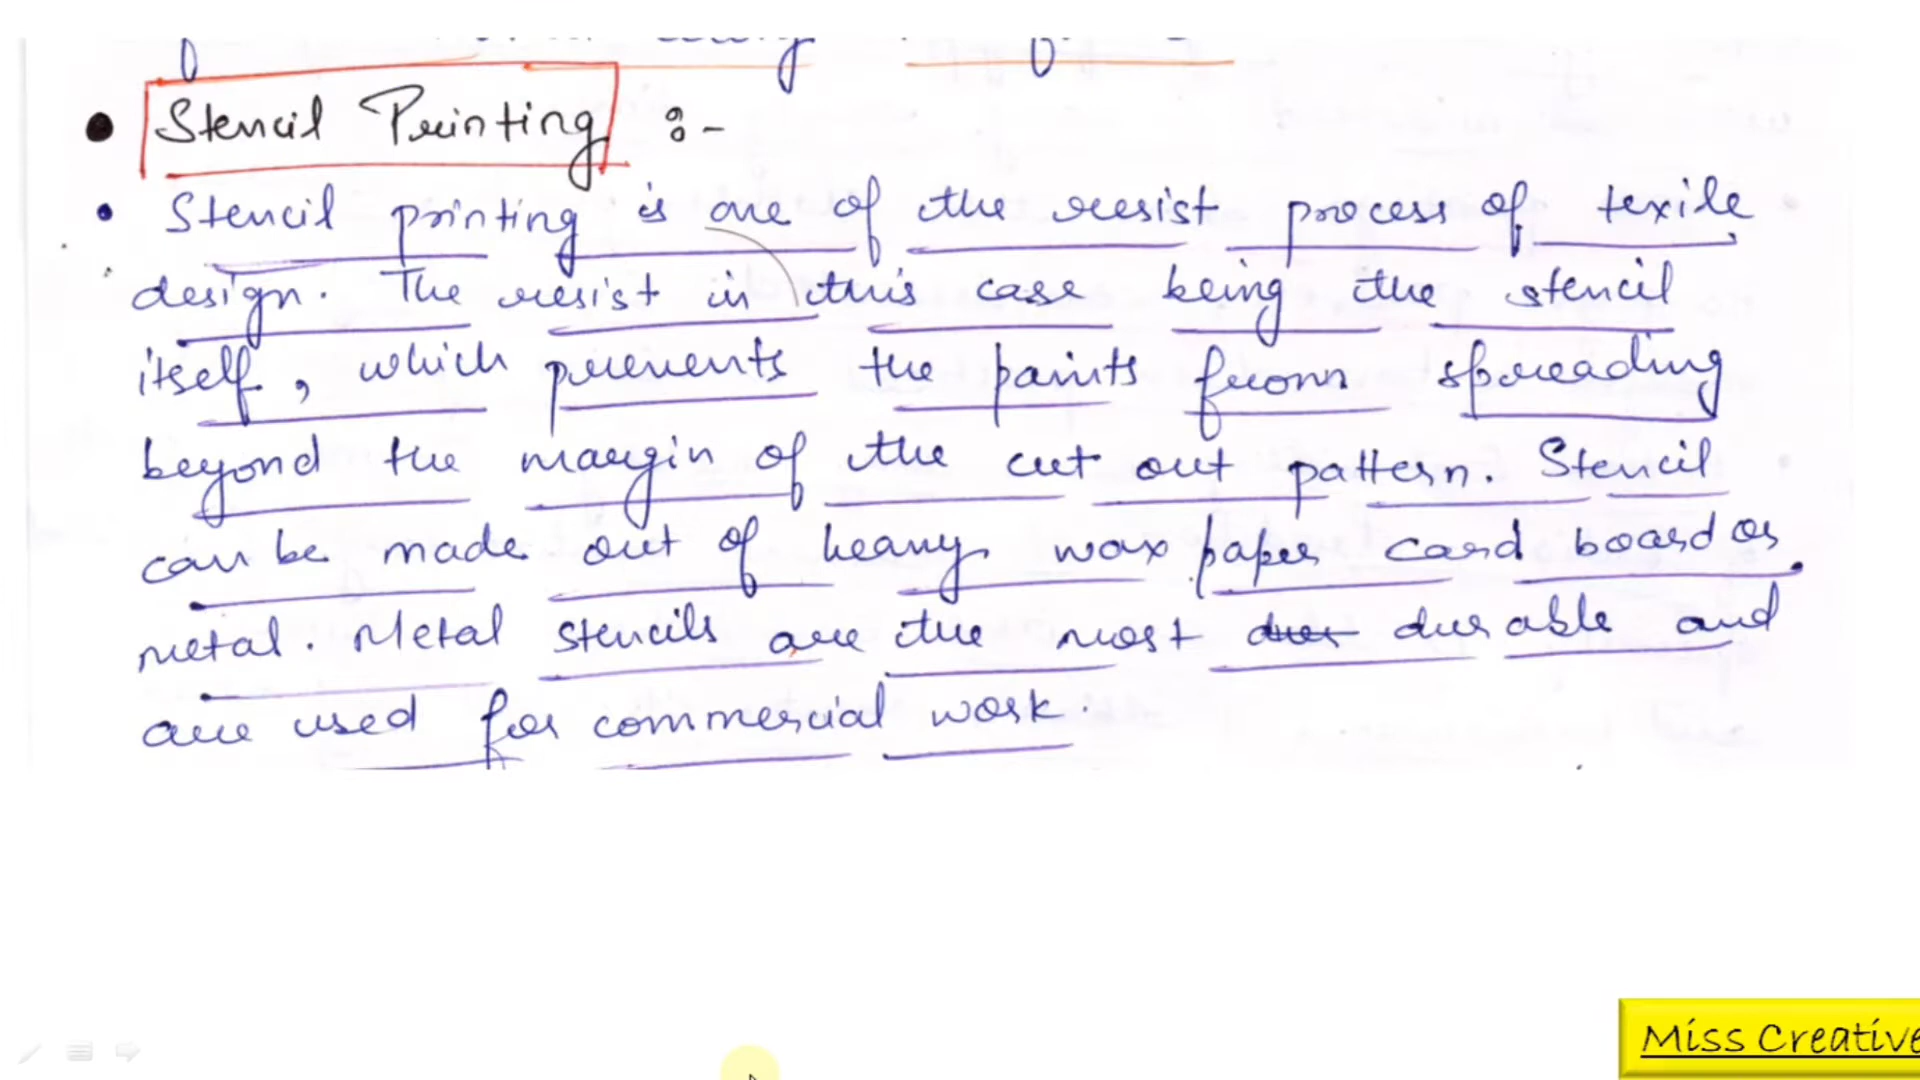 • Stencil Printing :-
• Stencil printing is one of the resist process of texile
design. The resist in this case being the stencil
itself, which prevents the paints from spreading
beyond the margin of the cut out pattern. Stencil
can be made out of heavy wax paper card board or
metal. Metal stencils are the most dur durable and
are used for commercial work.
Miss Creative